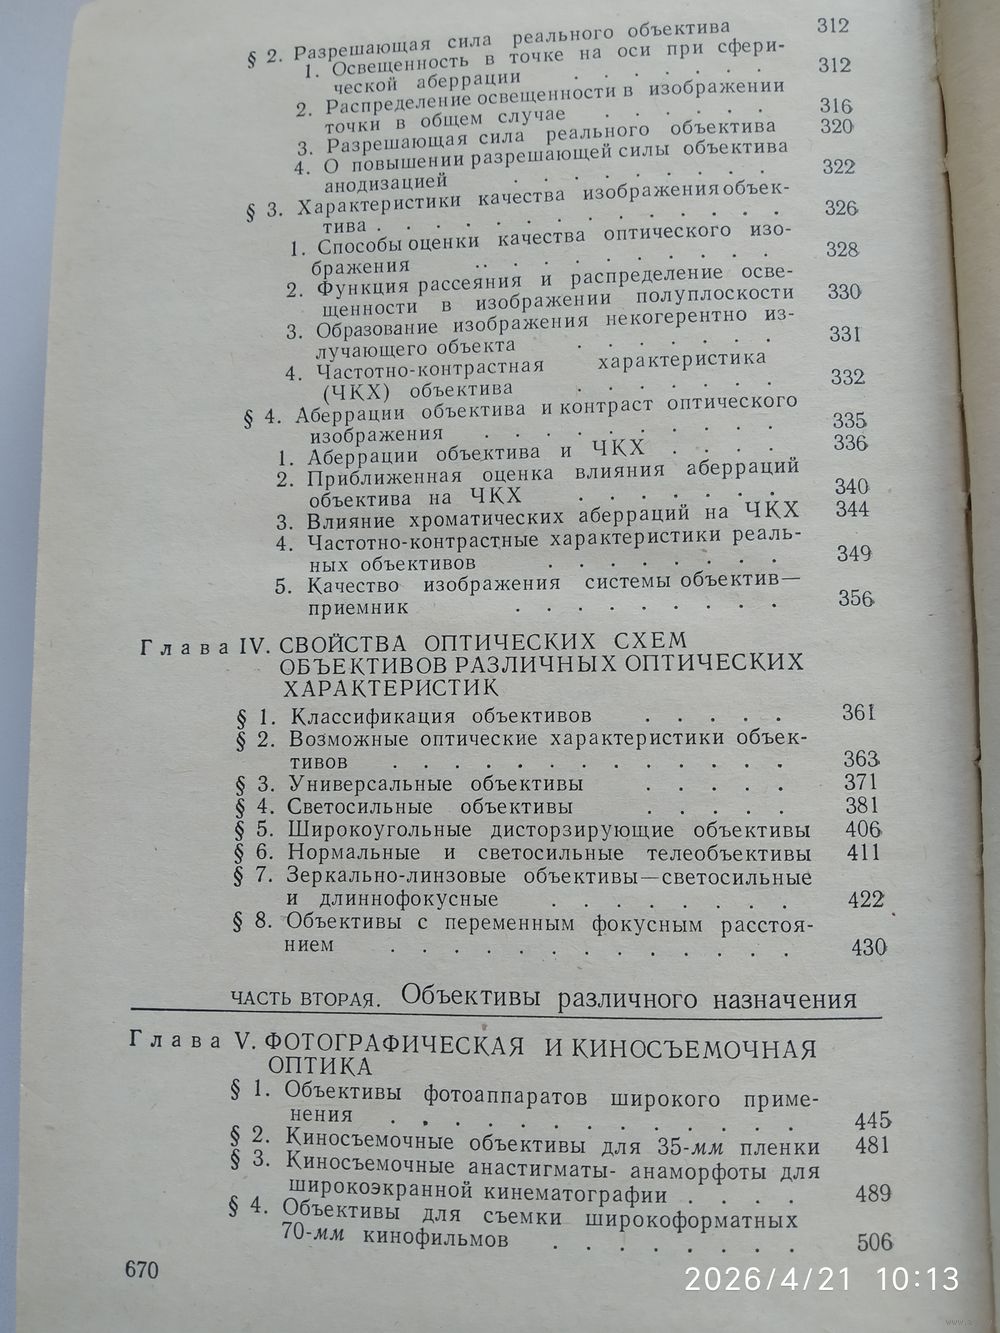 § 2. Разрешающая сила реального объектива 312
1. Освещенность в точке на оси при сфери-
ческой аберрации . . . . . . 312
2. Распределение освещенности в изображении
точки в общем случае . . . . . . 316
3. Разрешающая сила реального объектива 320
4. О повышении разрешающей силы объектива
анодизацией . . . . . . . . 322
§ 3. Характеристики качества изображения объек-
тива . . . . . . . . . . . . 326
1. Способы оценки качества оптического изо-
бражения . . . . . . . . . 328
2. Функция рассеяния и распределение осве-
щенности в изображении полуплоскости 330
3. Образование изображения некогерентно из-
лучающего объекта . . . . . . . 331
4. Частотно-контрастная характеристика
(ЧКХ) объектива . . . . . . . 332
§ 4. Аберрации объектива и контраст оптического
изображения . . . . . . . . . . 335
1. Аберрации объектива и ЧКХ . . . . 336
2. Приближенная оценка влияния аберраций
объектива на ЧКХ . . . . . . . 340
3. Влияние хроматических аберраций на ЧКХ 344
4. Частотно-контрастные характеристики реаль-
ных объективов . . . . . . . . 349
5. Качество изображения системы объектив—
приемник . . . . . . . . . 356
Глава IV. СВОЙСТВА ОПТИЧЕСКИХ СХЕМ
ОБЪЕКТИВОВ РАЗЛИЧНЫХ ОПТИЧЕСКИХ
ХАРАКТЕРИСТИК
§ 1. Классификация объективов . . . . . 361
§ 2. Возможные оптические характеристики объек-
тивов . . . . . . . . . . . . . 363
§ 3. Универсальные объективы . . . . . 371
§ 4. Светосильные объективы . . . . . 381
§ 5. Широкоугольные дисторзирующие объективы 406
§ 6. Нормальные и светосильные телеобъективы 411
§ 7. Зеркально-линзовые объективы—светосильные
и длиннофокусные . . . . . . . . 422
§ 8. Объективы с переменным фокусным расстоя-
нием . . . . . . . . . . . . . 430
ЧАСТЬ ВТОРАЯ. Объективы различного назначения
Глава V. ФОТОГРАФИЧЕСКАЯ И КИНОСЪЕМОЧНАЯ
ОПТИКА
§ 1. Объективы фотоаппаратов широкого приме-
нения . . . . . . . . . . . . . 445
§ 2. Киносъемочные объективы для 35-мм пленки 481
§ 3. Киносъемочные анастигматы- анаморфоты для
широкоэкранной кинематографии . . . . 489
§ 4. Объективы для съемки широкоформатных
70-мм кинофильмов . . . . . . . . 506
670
2026/4/21 10:13